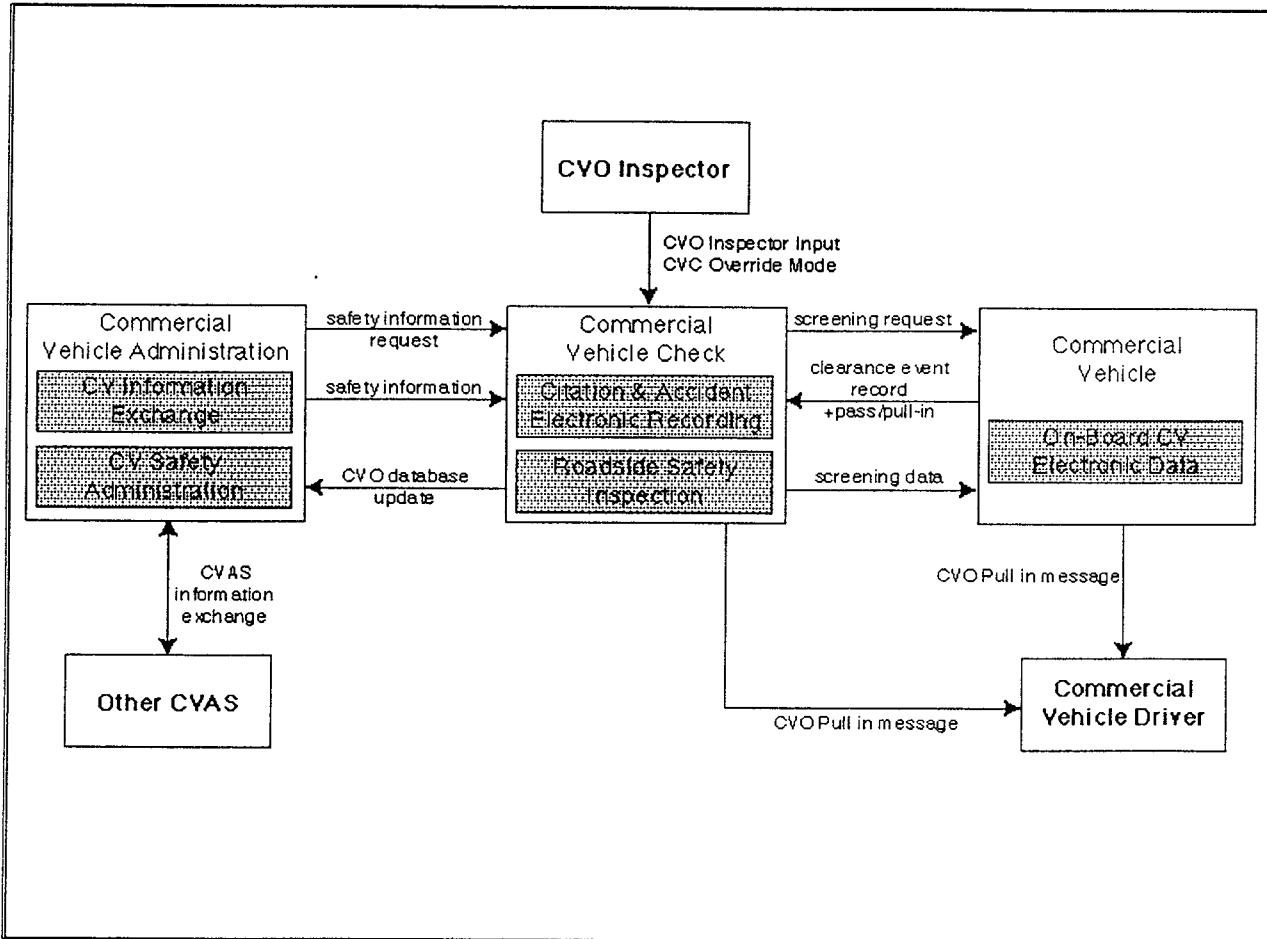 CVO Inspector
CVO Inspector Input
CVC Override Mode
Commercial
Vehicle Administration
CV Information
Exchange
CV Safety
Administration
safety information
request
safety information
CVO database
update
Commercial
Vehicle Check
Citation & Accident
Electronic Recording
Roadside Safety
Inspection
screening request
clearance event
record
+pass/pull-in
screening data
Commercial
Vehicle
On-Board CV
Electronic Data
CVAS
information
exchange
Other CVAS
CVO Pull in message
CVO Pull in message
Commercial
Vehicle Driver